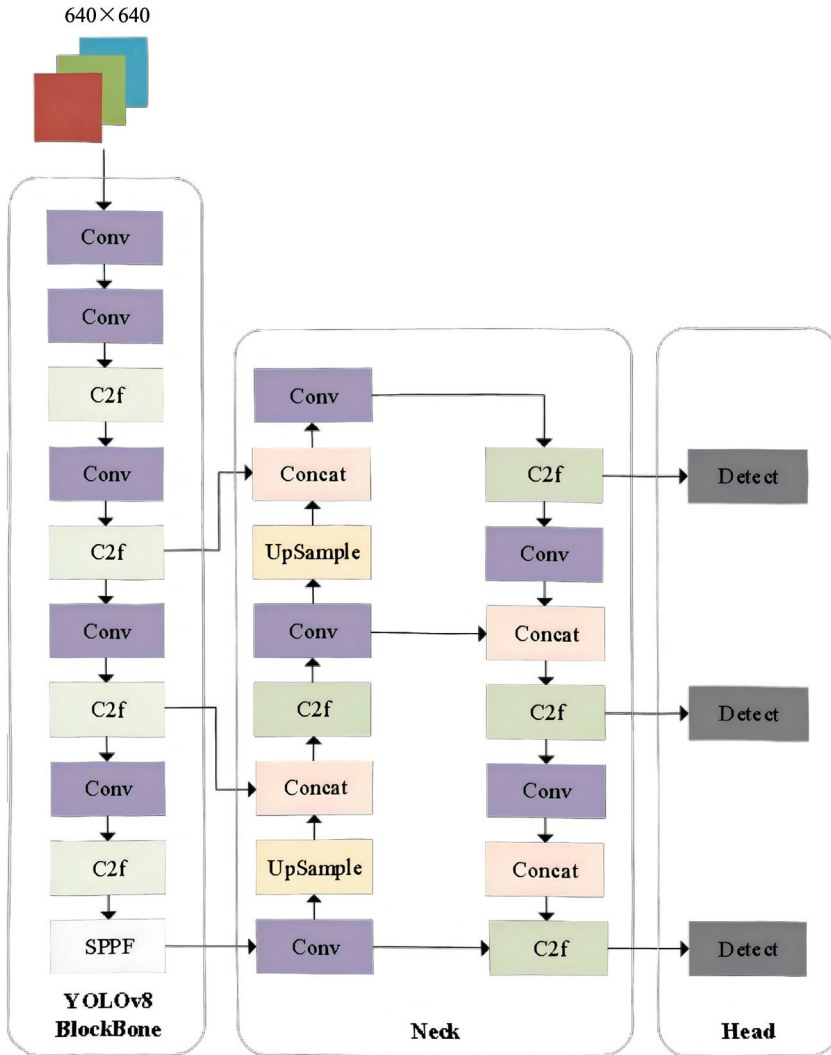 640×640
Conv
Conv
C2f
Conv
C2f
Conv
C2f
Conv
C2f
SPPF
YOLOv8
BlockBone
Conv
Concat
UpSample
Conv
C2f
Concat
UpSample
Conv
C2f
Conv
Concat
C2f
Conv
Concat
C2f
Neck
Detect
Detect
Detect
Head